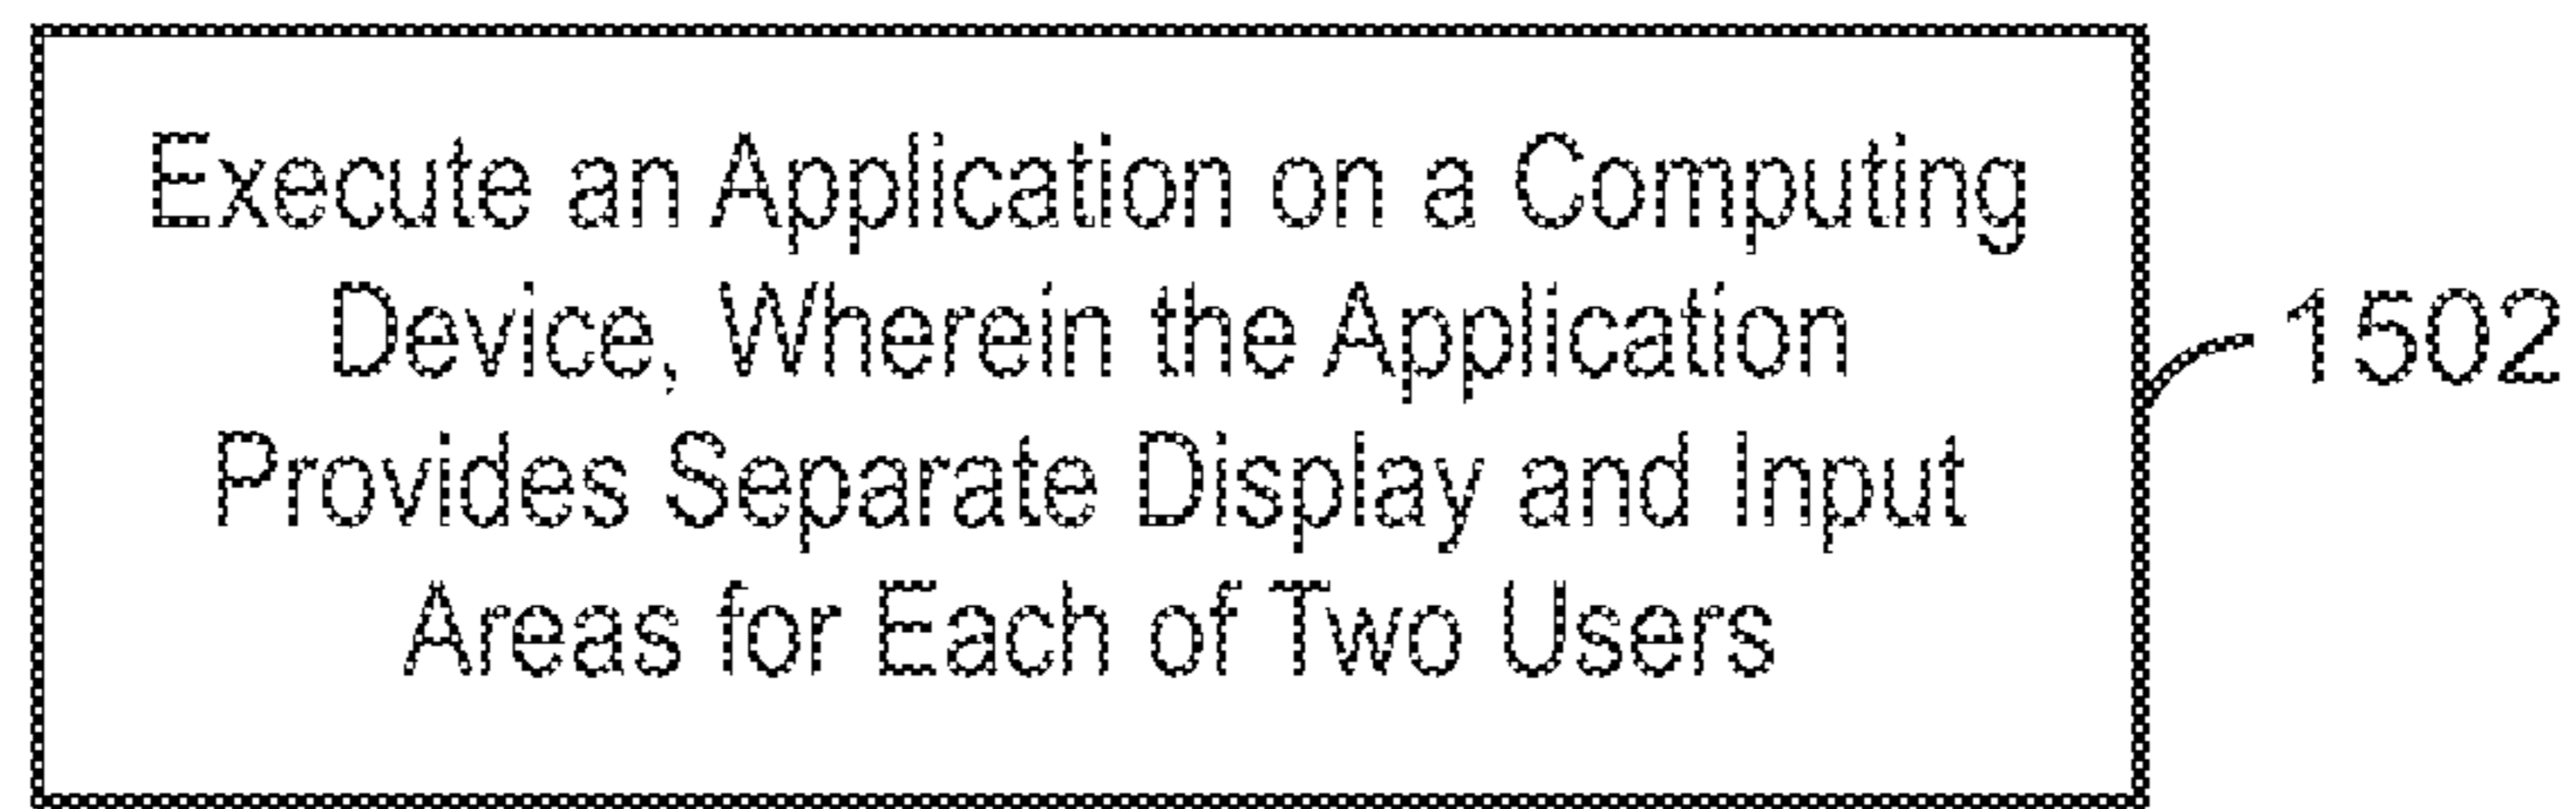 Execute an Application on a Computing
Device, Wherein the Application
Provides Separate Display and Input
Areas for Each of Two Users
1502